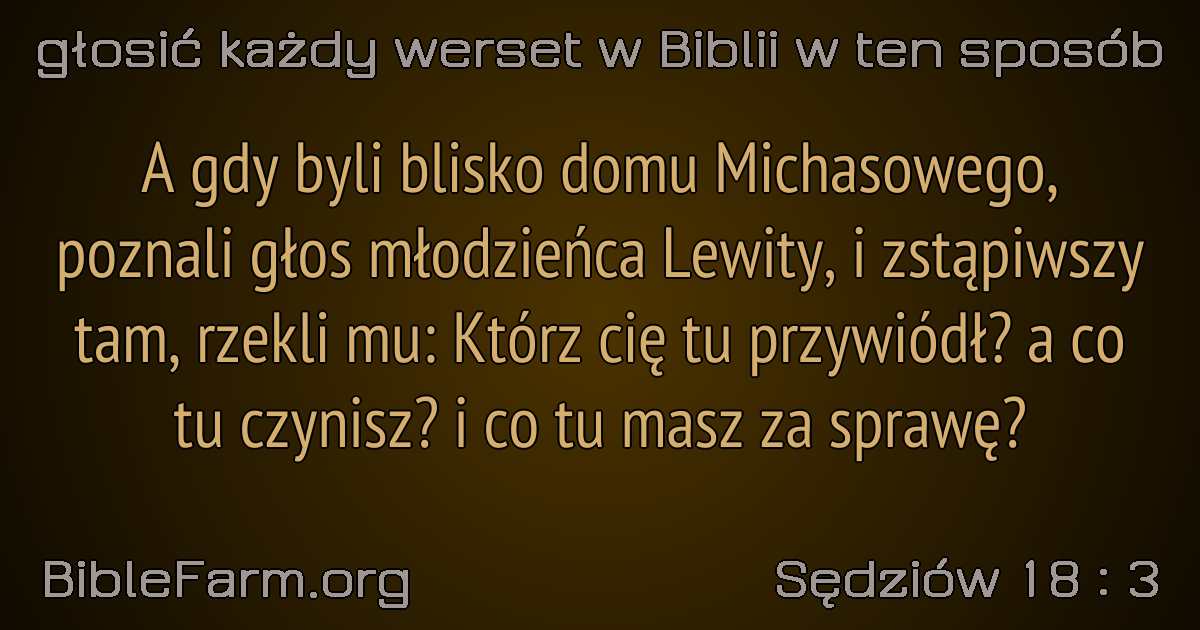 głosić każdy werset w Biblii w ten sposób
A gdy byli blisko domu Michasowego,
poznali głos młodzieńca Lewity, i zstąpiwszy
tam, rzekli mu: Którz cię tu przywiódł? a co
tu czynisz? i co tu masz za sprawę?
BibleFarm.org
Sędziów 18 : 3